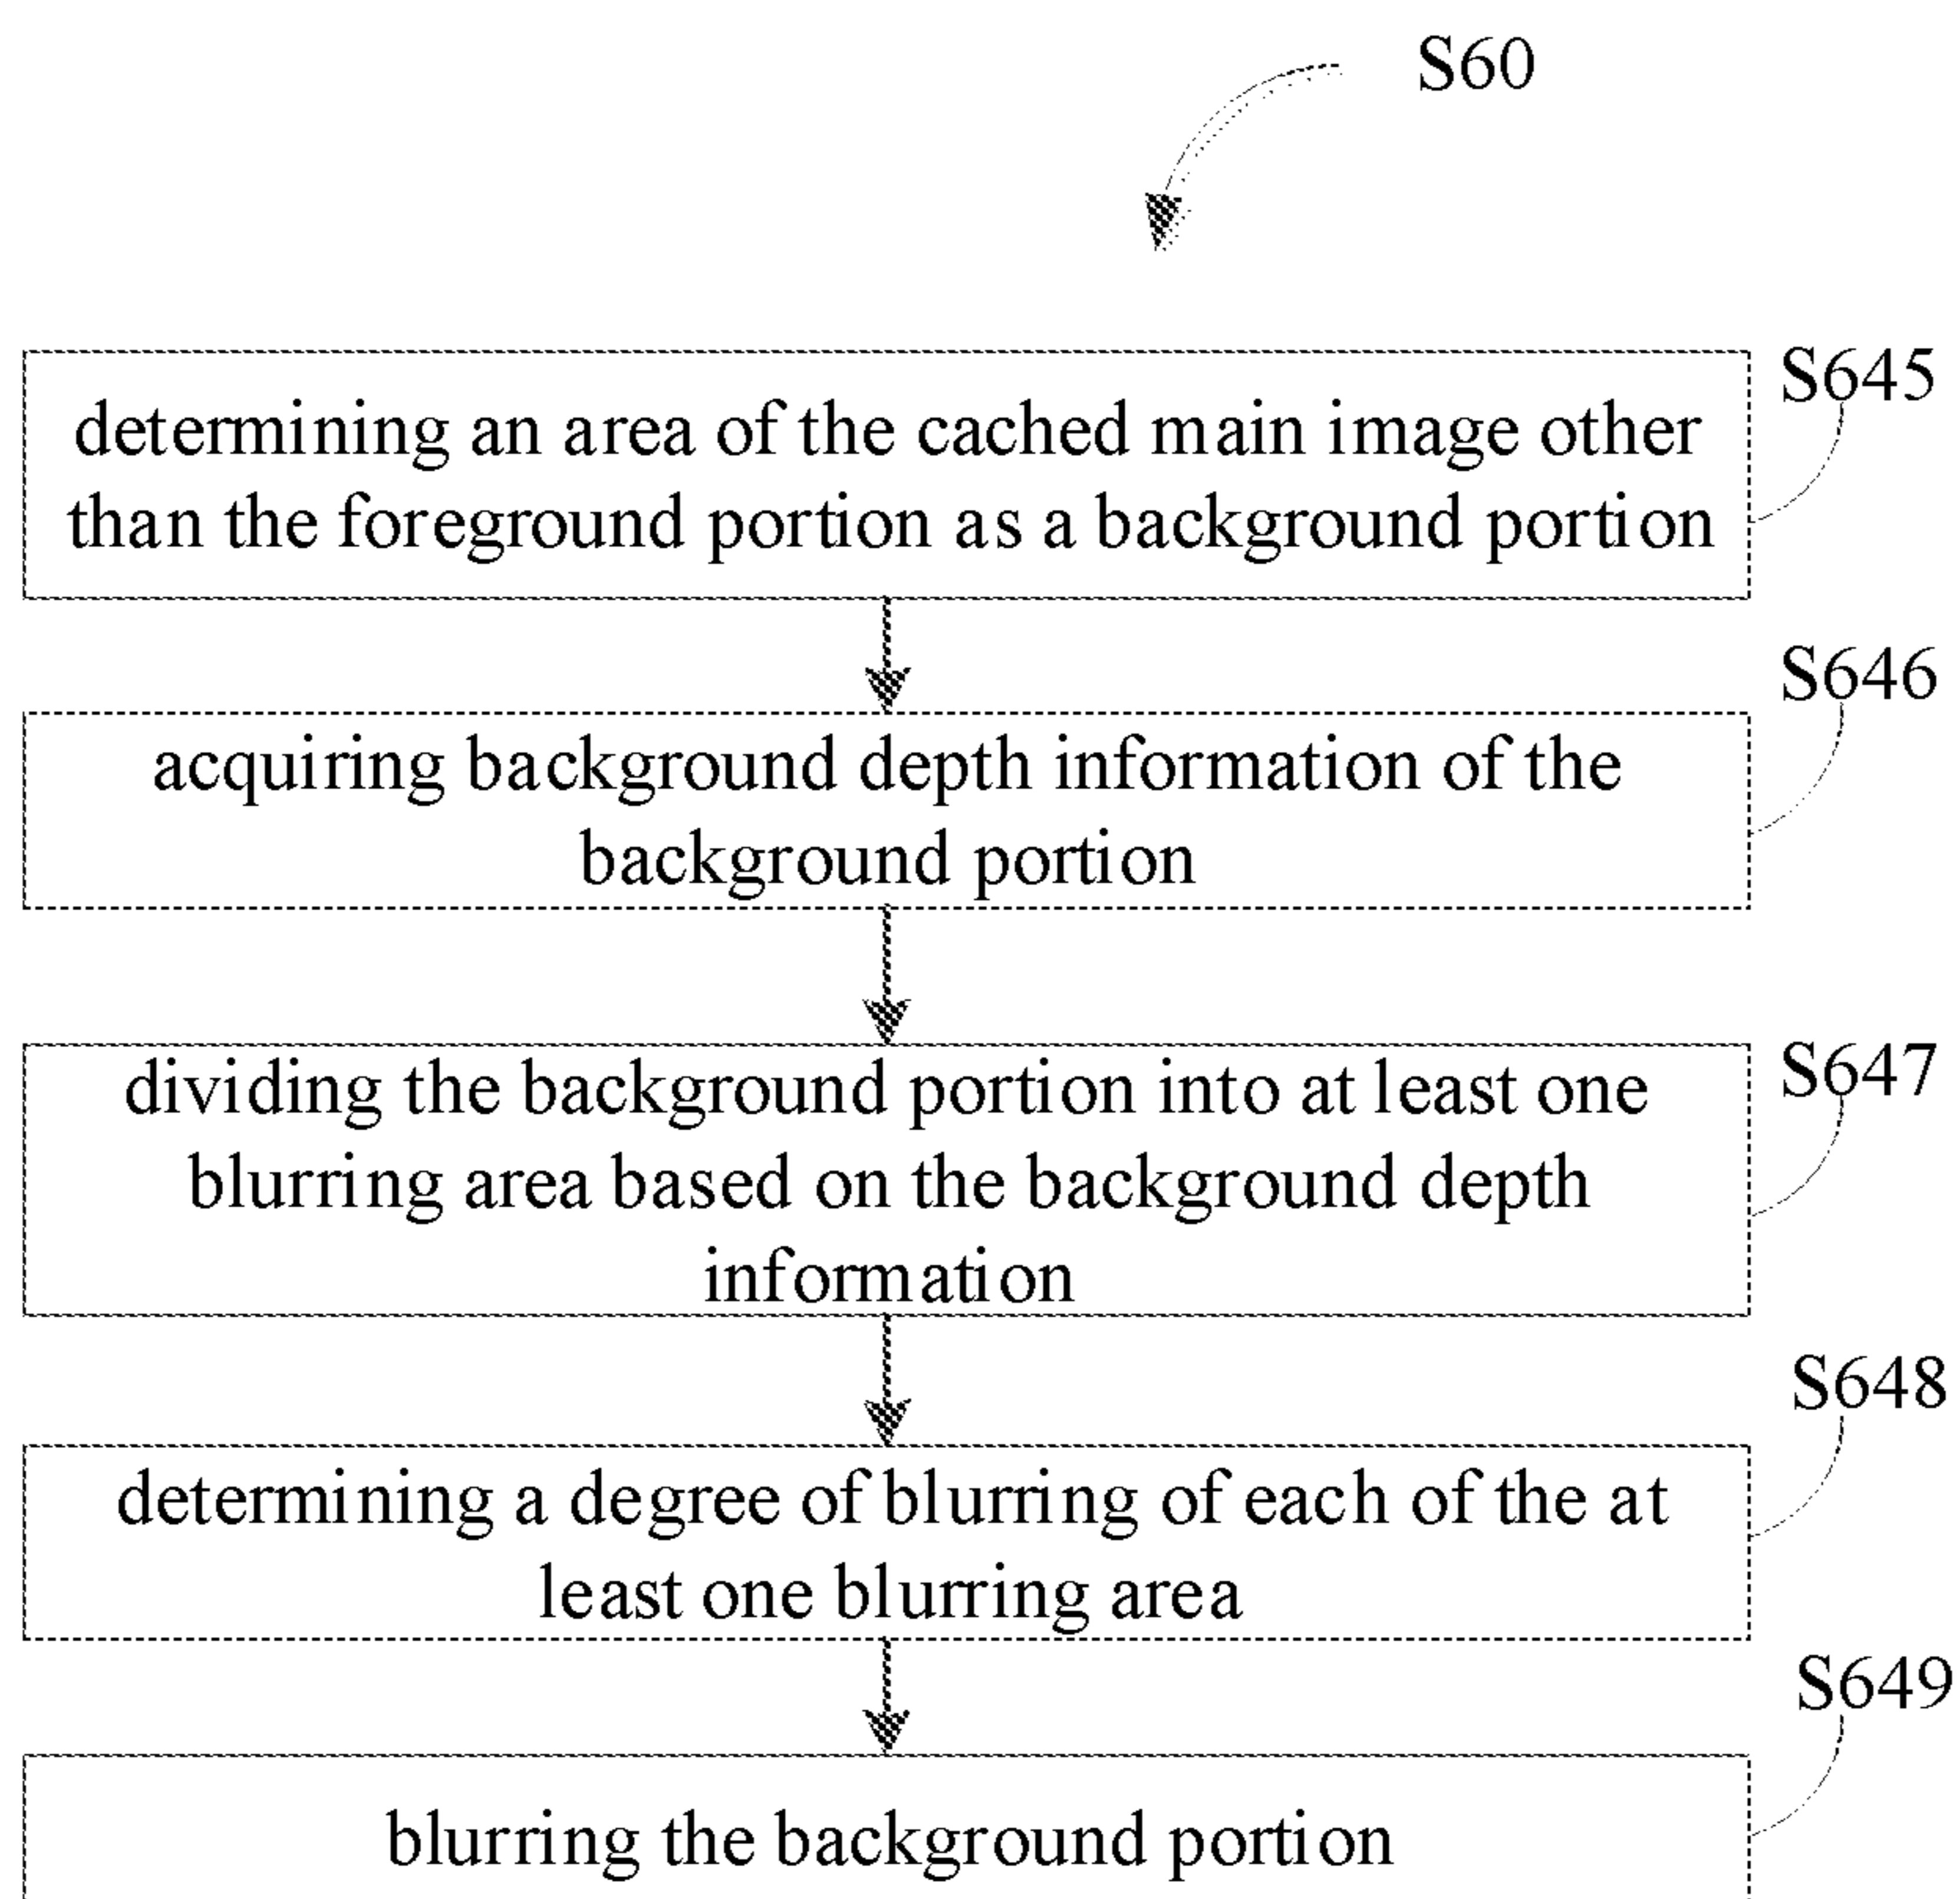 S60
S645
determining an area of the cached main image other
than the foreground portion as a background portion
S646
acquiring background depth information of the
background portion
S647
dividing the background portion into at least one
blurring area based on the background depth
information
S648
determining a degree of blurring of each of the at
least one blurring area
S649
blurring the background portion